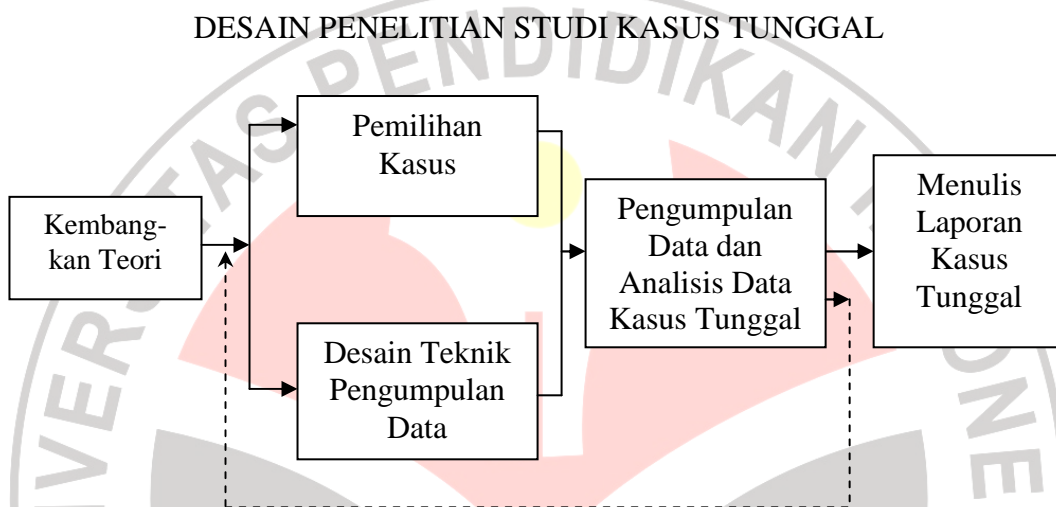 DESAIN PENELITIAN STUDI KASUS TUNGGAL
Kembang-
kan Teori
Pemilihan
Kasus
Desain Teknik
Pengumpulan
Data
Pengumpulan
Data dan
Analisis Data
Kasus Tunggal
Menulis
Laporan
Kasus
Tunggal